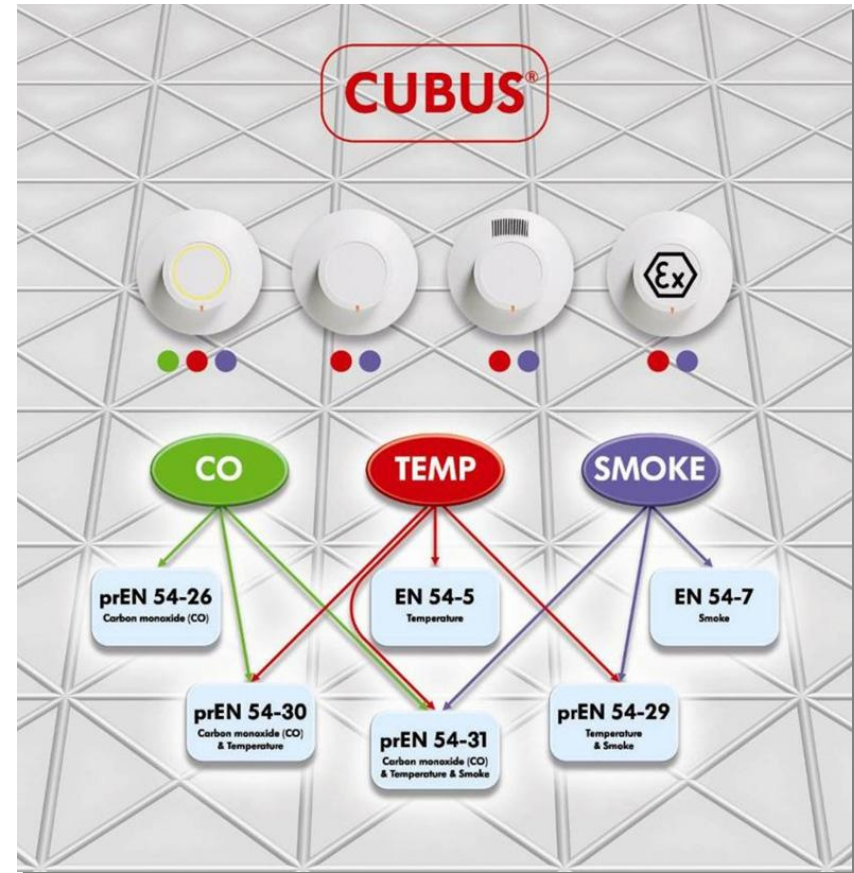 CUBUS®
Ex
CO
TEMP
SMOKE
prEN 54-26
Carbon monoxide (CO)
EN 54-5
Temperature
EN 54-7
Smoke
prEN 54-30
Carbon monoxide (CO)
& Temperature
prEN 54-31
Carbon monoxide (CO)
& Temperature & Smoke
prEN 54-29
Temperature
& Smoke